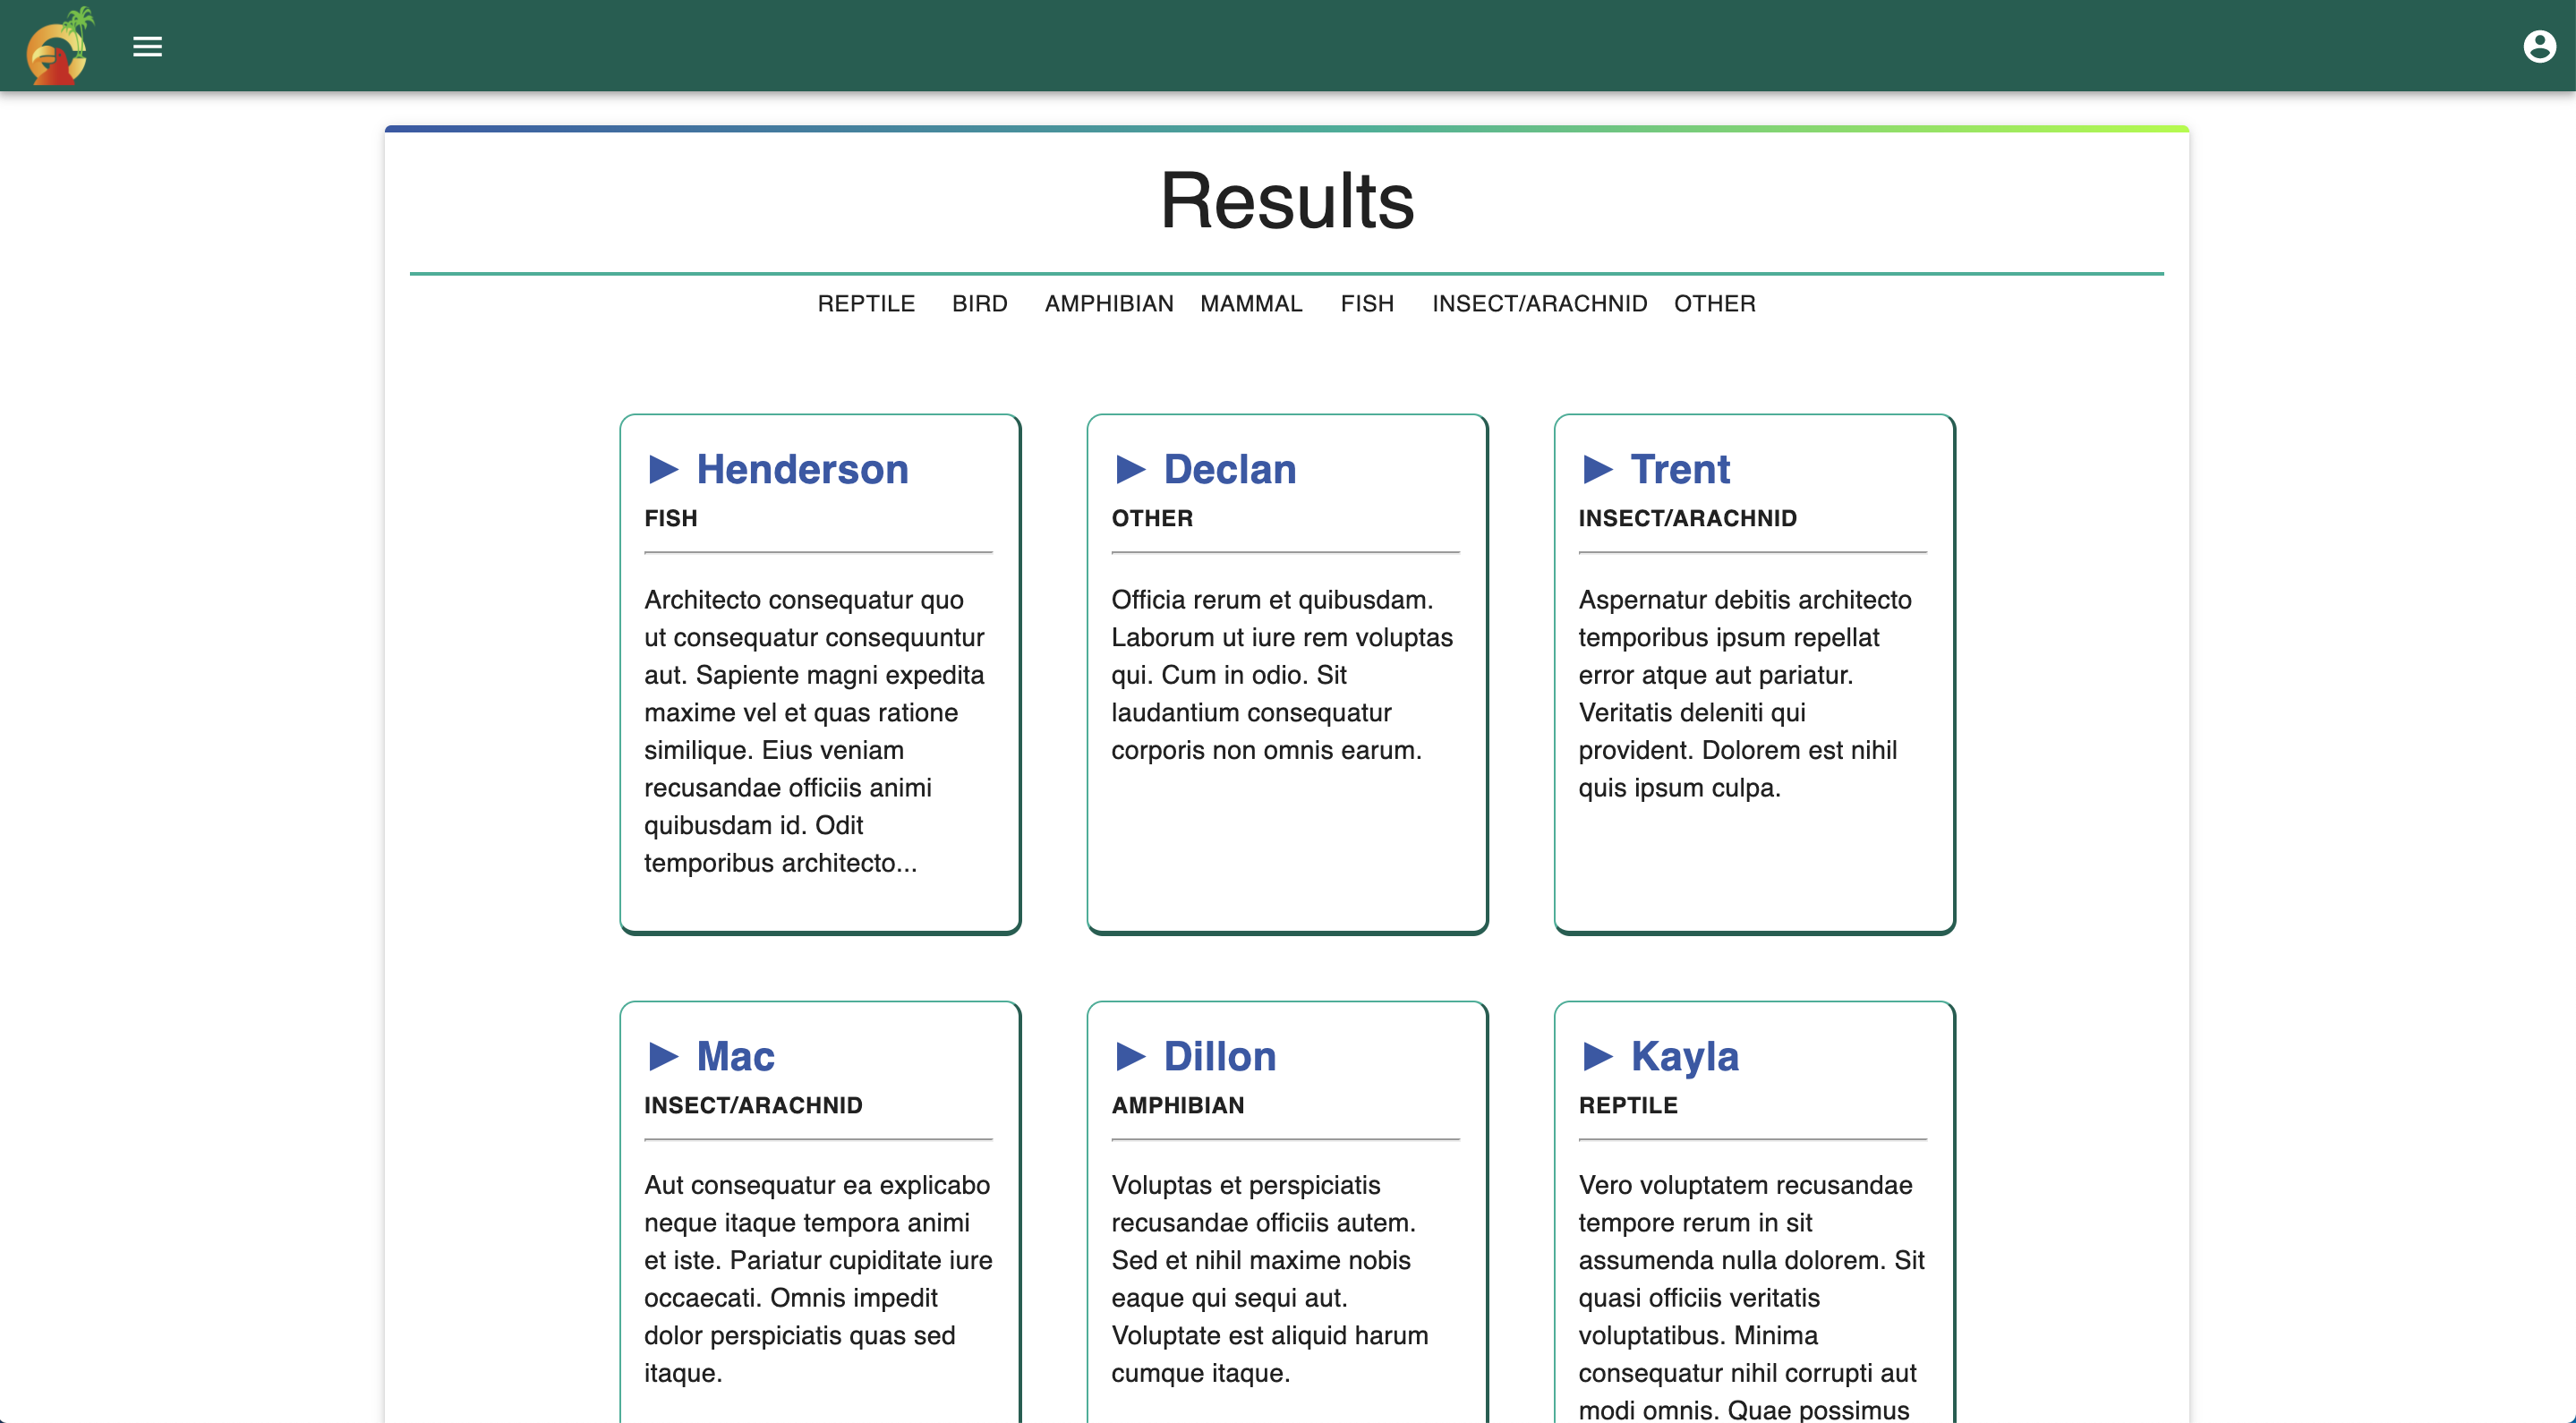 Results
REPTILE BIRD AMPHIBIAN MAMMAL FISH INSECT/ARACHNID OTHER
Henderson
FISH
Architecto consequatur quo
ut consequatur consequuntur
aut. Sapiente magni expedita
maxime vel et quas ratione
similique. Eius veniam
recusandae officiis animi
quibusdam id. Odit
temporibus architecto...
Declan
OTHER
Officia rerum et quibusdam.
Laborum ut iure rem voluptas
qui. Cum in odio. Sit
laudantium consequatur
corporis non omnis earum.
Trent
INSECT/ARACHNID
Aspernatur debitis architecto
temporibus ipsum repellat
error atque aut pariatur.
Veritatis deleniti qui
provident. Dolorem est nihil
quis ipsum culpa.
Mac
INSECT/ARACHNID
Aut consequatur ea explicabo
neque itaque tempora animi
et iste. Pariatur cupiditate iure
occaecati. Omnis impedit
dolor perspiciatis quas sed
itaque.
Dillon
AMPHIBIAN
Voluptas et perspiciatis
recusandae officiis autem.
Sed et nihil maxime nobis
eaque qui sequi aut.
Voluptate est aliquid harum
cumque itaque.
Kayla
REPTILE
Vero voluptatem recusandae
tempore rerum in sit
assumenda nulla dolorem. Sit
quasi officiis veritatis
voluptatibus. Minima
consequatur nihil corrupti aut
modi omnis. Quae possimus